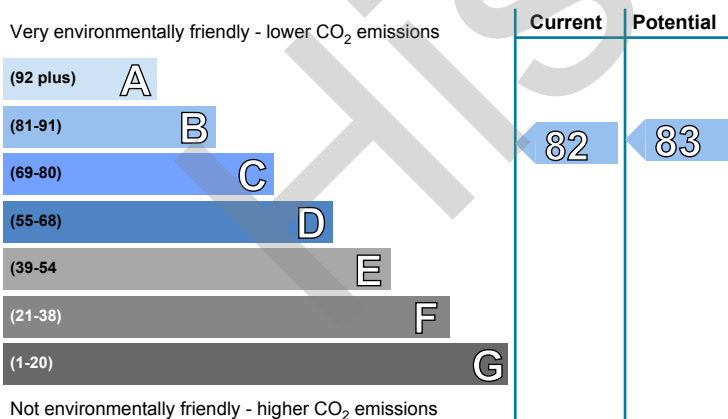 Current Potential
Very environmentally friendly - lower CO2 emissions
(92 plus) A
(81-91) B
82 83
(69-80) C
(55-68) D
(39-54 E
(21-38) F
(1-20) G
Not environmentally friendly - higher CO2 emissions